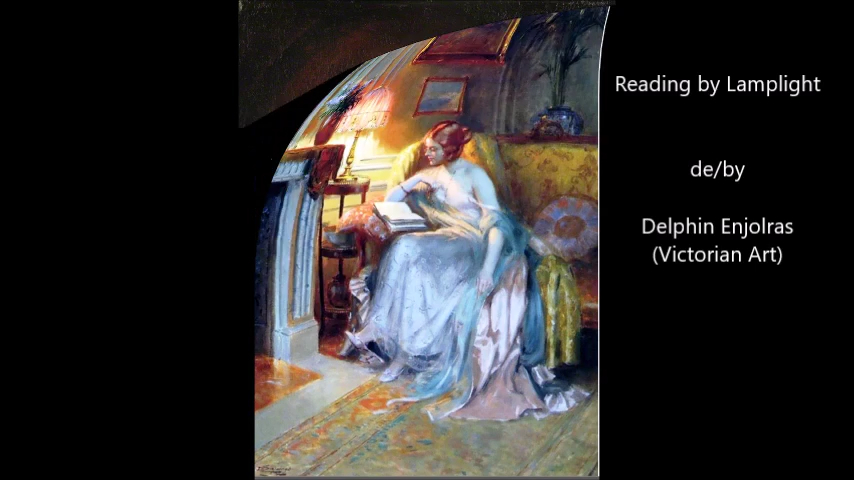 Reading by Lamplight
de/by
Delphin Enjolras
(Victorian Art)